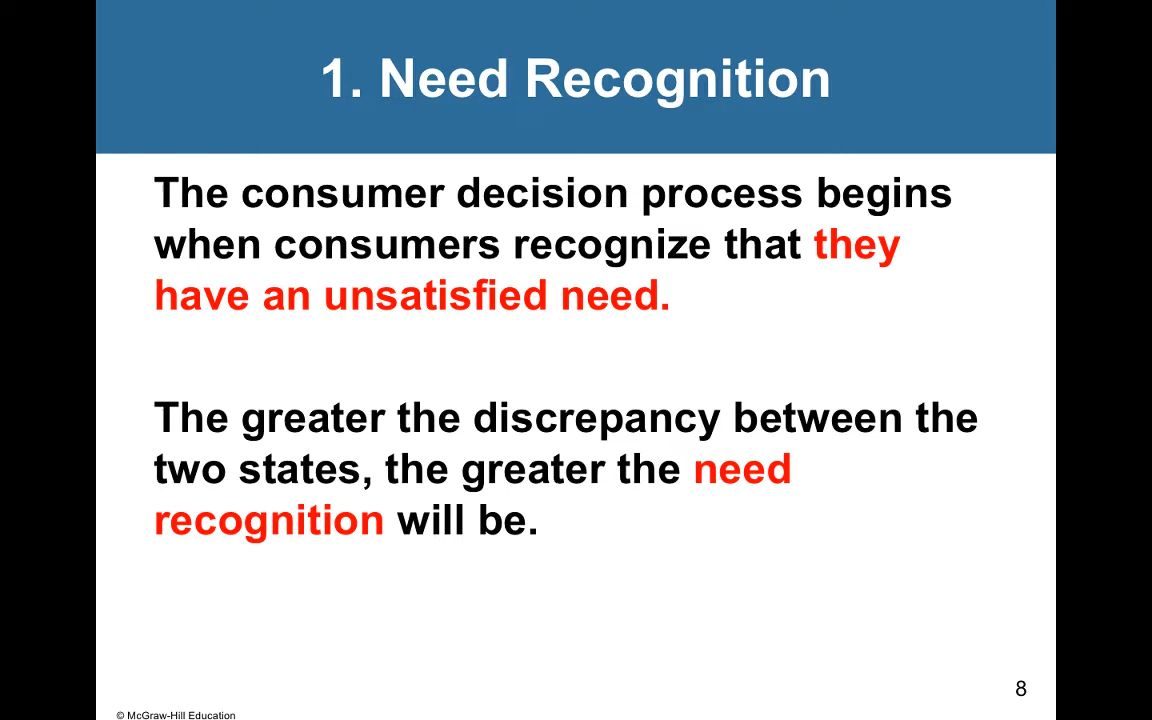 1. Need Recognition
The consumer decision process begins
when consumers recognize that they
have an unsatisfied need.
The greater the discrepancy between the
two states, the greater the need
recognition will be.
8
© McGraw-Hill Education